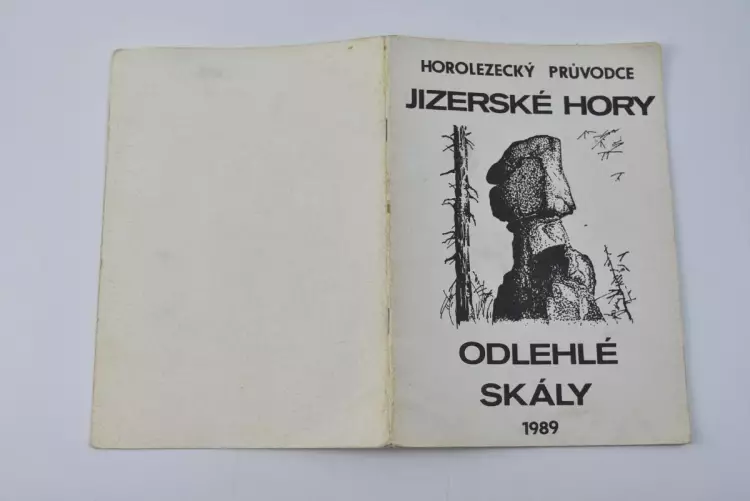 HOROLEZECKÝ PRŮVODCE
JIZERSKÉ HORY
ODLEHLÉ
SKÁLY
1989